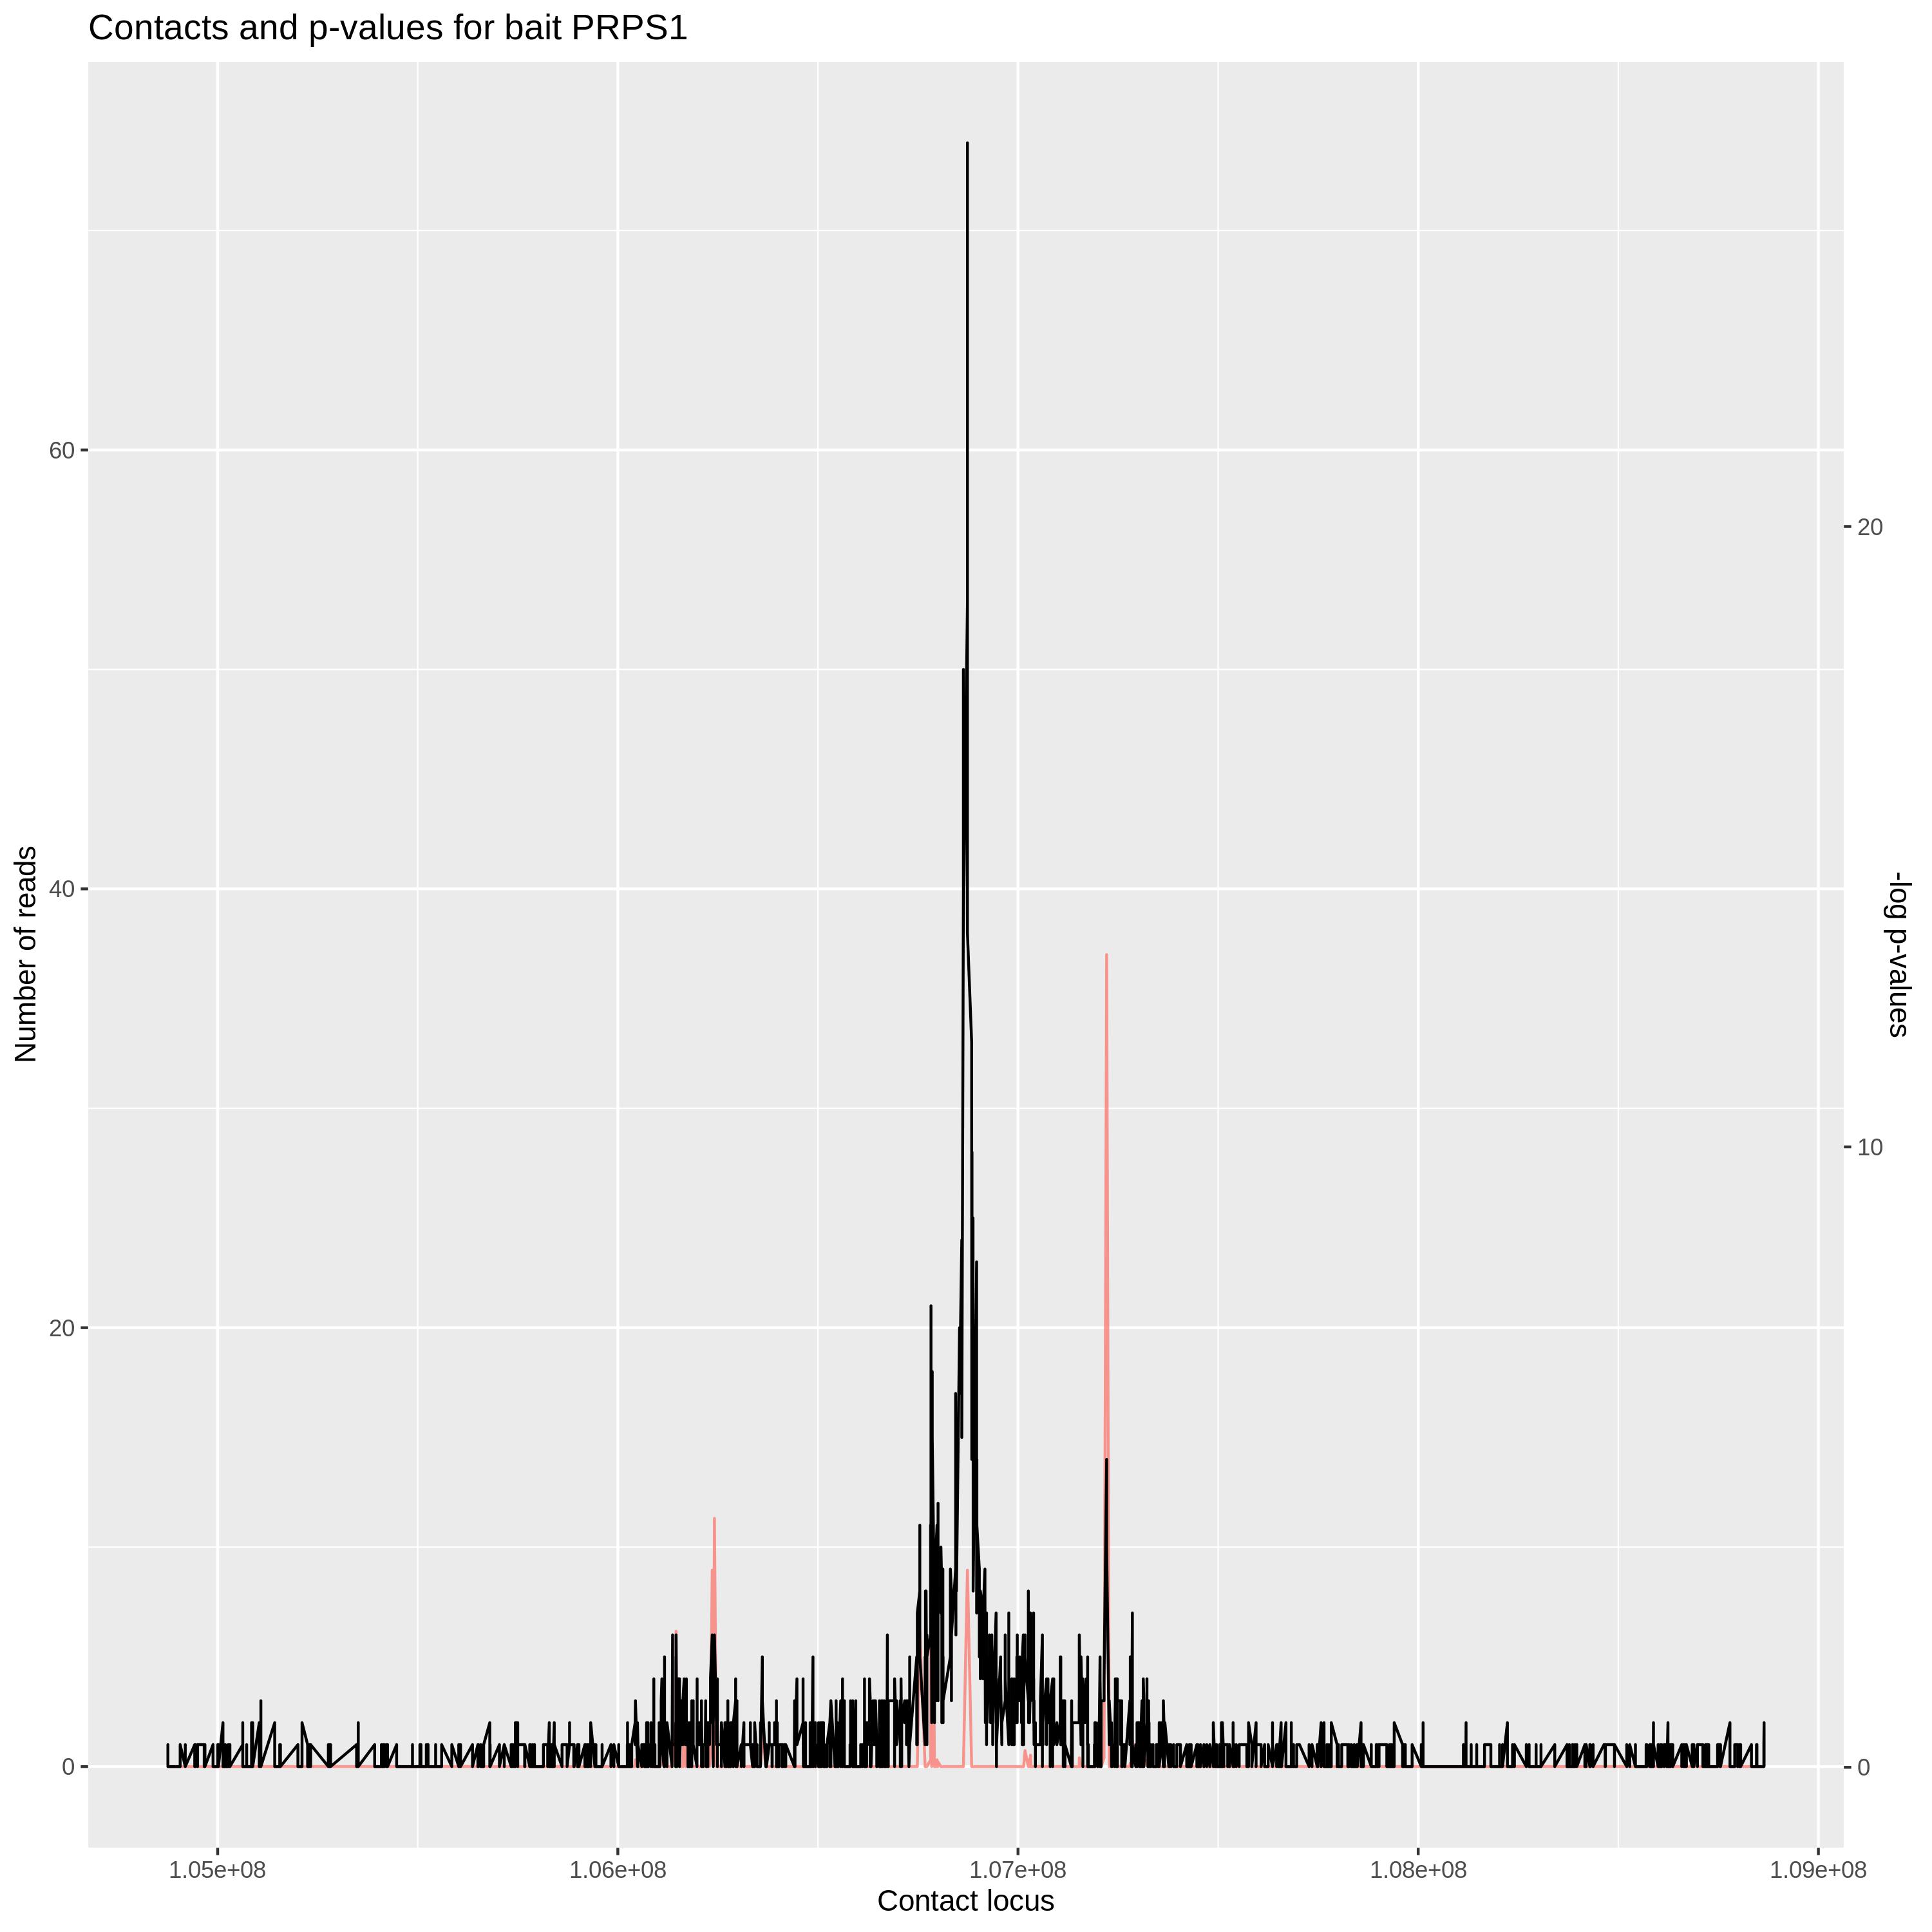 Contacts and p-values for bait PRPS1
Number of reads
60
40
20
0
20
10
0
-log p-values
1.05e+08
1.06e+08
1.07e+08
1.08e+08
1.09e+08
Contact locus